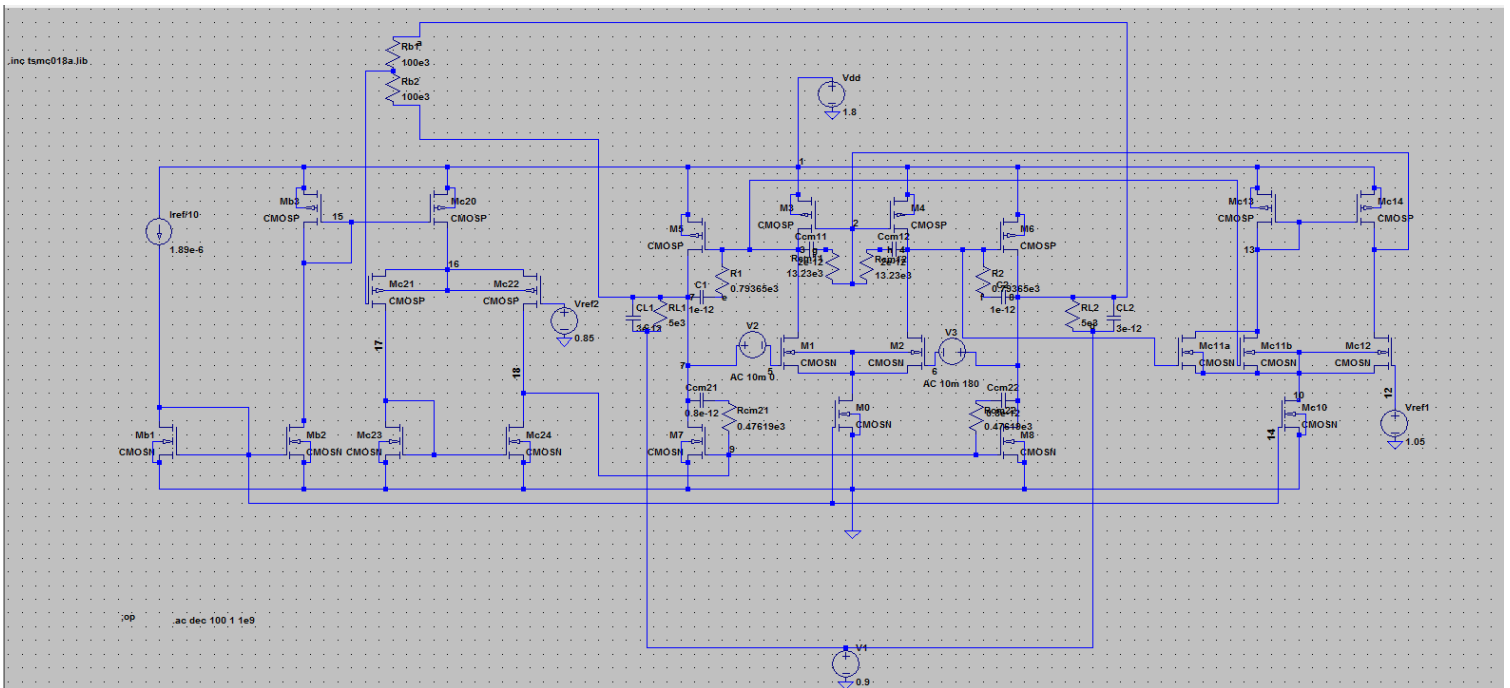 .inc tsmc018a.lib
Rb1
a
100e3
Rb2
100e3
Vdd
1.8
1
Iref/10
1.89e-6
Mb3
CMOSP
15
Mc20
CMOSP
16
Mc21
CMOSP
Mc22
CMOSP
Vref2
0.85
17
18
Mb1
CMOSN
Mb2
CMOSN
Mc23
CMOSN
Mc24
CMOSN
M5
CMOSP
M3
CMOSP
2
M4
CMOSP
M6
CMOSP
Ccm11
2e-12
13.23e3
Ccm12
13.23e3
R1
0.79365e3
C1
1e-12
e
7
CL1
RL1
5e3
R2
0.79365e3
1e-12
RL2
5e3
CL2
3e-12
V2
AC 10m 0
5
M1
CMOSN
M2
CMOSN
V3
AC 10m 180
6
7
Ccm21
0.8e-12
Rcm21
0.47619e3
M7
CMOSN
9
M0
CMOSN
Ccm22
0.47619e3
M8
CMOSN
Mc13
CMOSP
Mc14
CMOSP
13
Mc11a
CMOSN
Mc11b
CMOSN
Mc12
CMOSN
10
Mc10
CMOSN
14
12
Vref1
1.05
;op
.ac dec 100 1 1e9
V1
0.9